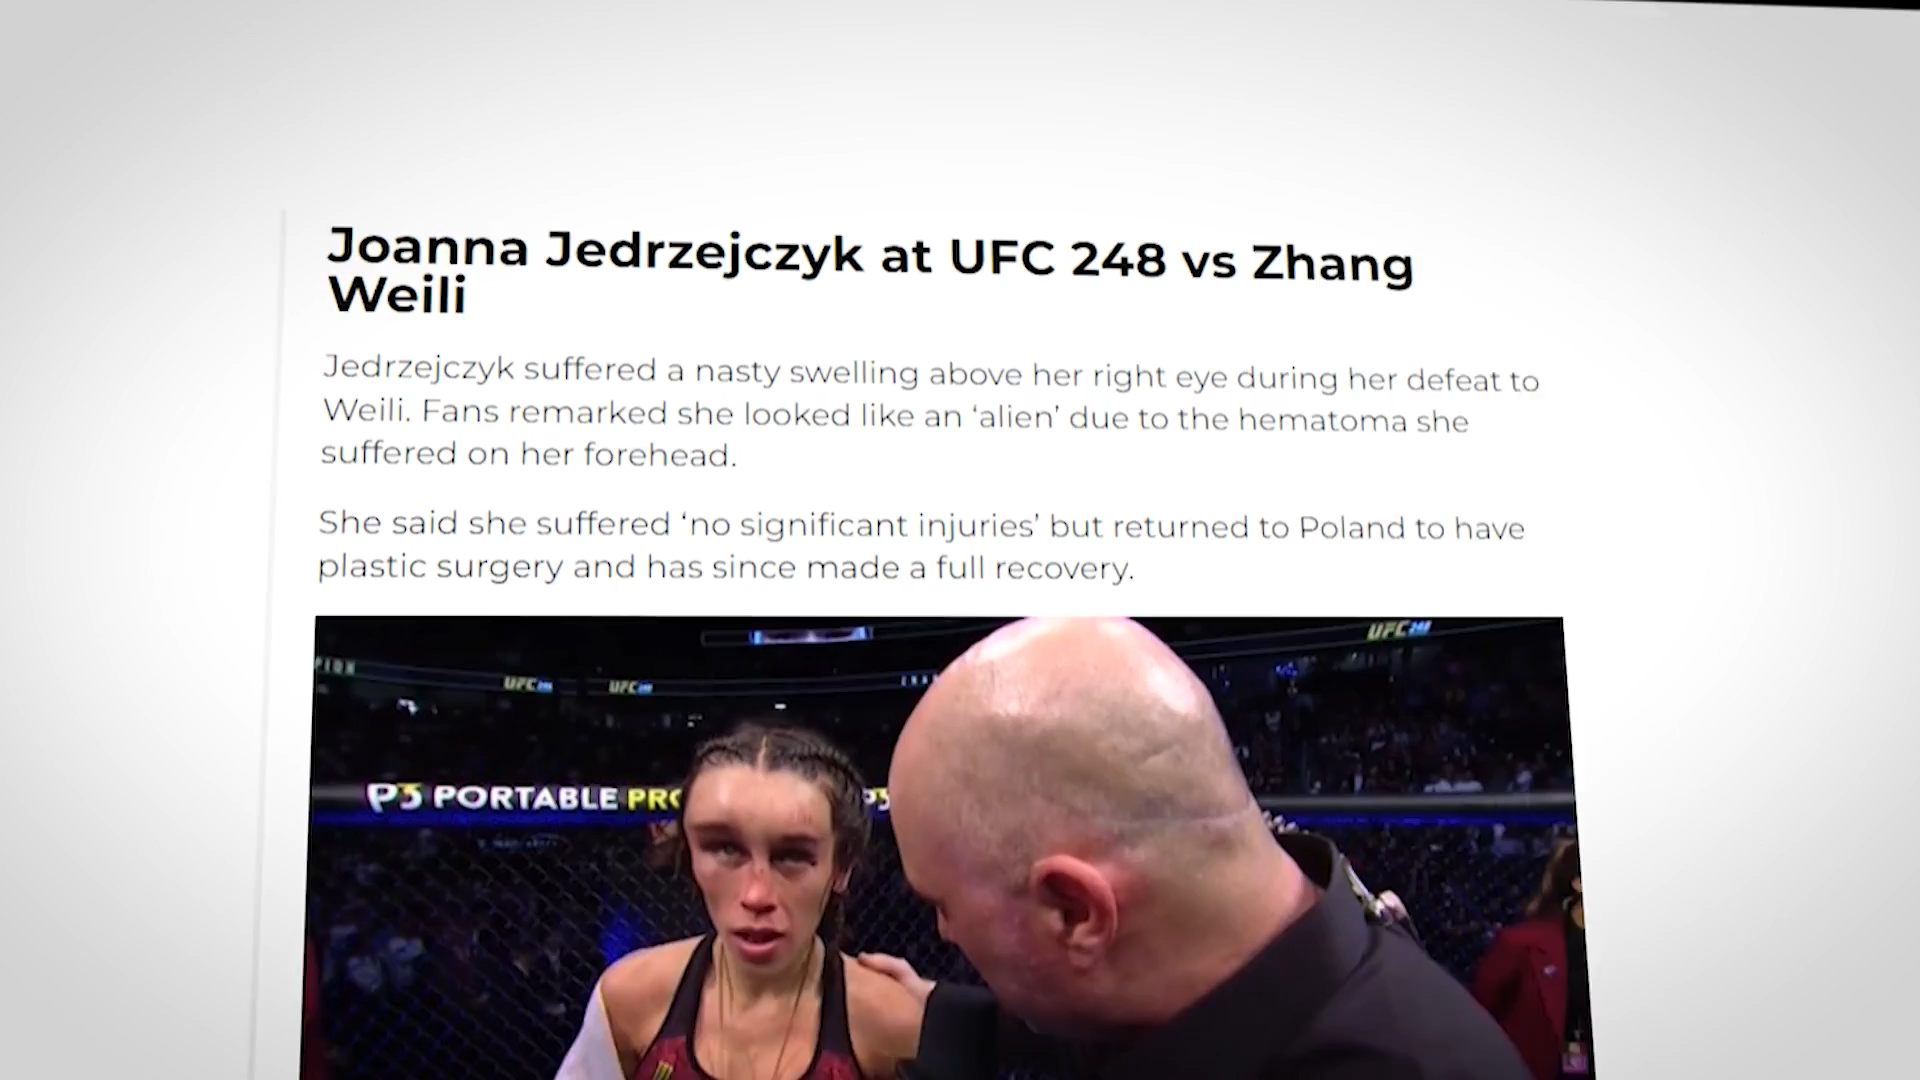 Joanna Jedrzejczyk at UFC 248 vs Zhang
Weili
Jedrzejczyk suffered a nasty swelling above her right eye during her defeat to
Weili. Fans remarked she looked like an ‘alien’ due to the hematoma she
suffered on her forehead.
She said she suffered ‘no significant injuries’ but returned to Poland to have
plastic surgery and has since made a full recovery.
UFC 248
PION
UFC 248
UFC 248
P3 PORTABLE PRO
P3